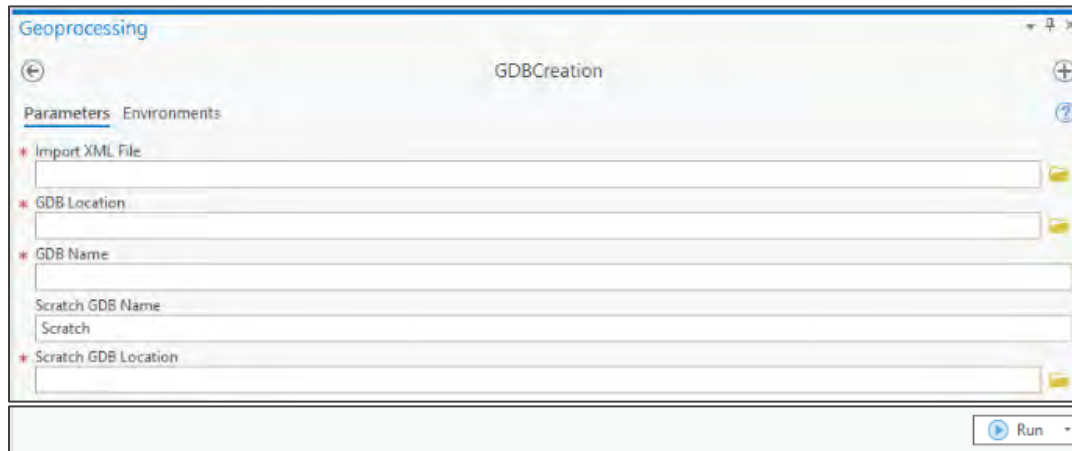 Geoprocessing
GDBCreation
Parameters Environments
* Import XML File
* GDB Location
* GDB Name
Scratch GDB Name
Scratch
* Scratch GDB Location
Run